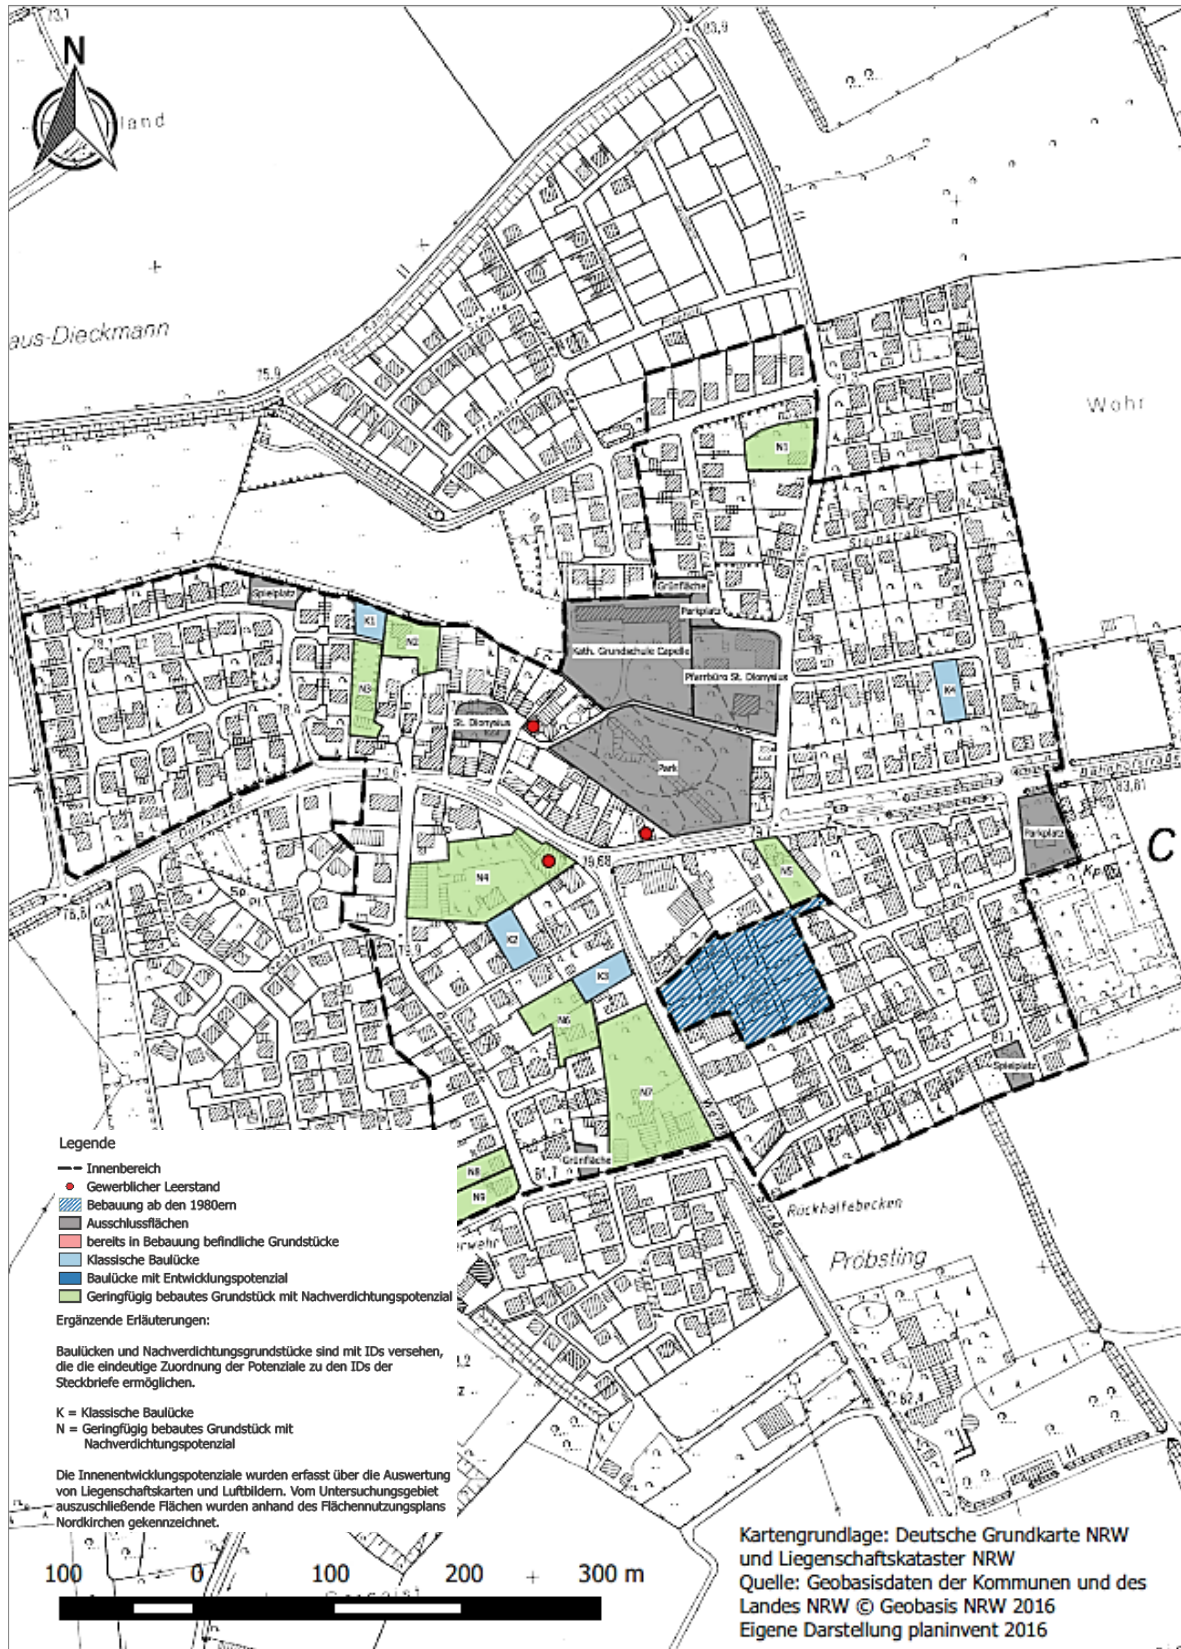 73,1
83,9
N
land
aus-Dieckmann
75,9
Wohr
N1
Grünfläche
Spielplatz
Parkplatz
K1
N2
Kath. Grundschule Capelle
Pfarrbüro St. Dionysius
N3
K4
St. Dionysius
Park
83,81
Parkplatz
C
79,68
N4
N5
K2
K3
N6
Spielplatz
N7
Grünfläche
N8
81,7
N9
Rückhaltebecken
Pröbsting
Legende
Innenbereich
Gewerblicher Leerstand
Bebauung ab den 1980ern
Ausschlussflächen
bereits in Bebauung befindliche Grundstücke
Klassische Baulücke
Baulücke mit Entwicklungspotenzial
Geringfügig bebautes Grundstück mit Nachverdichtungspotenzial
Ergänzende Erläuterungen:
Baulücken und Nachverdichtungsgrundstücke sind mit IDs versehen,
die die eindeutige Zuordnung der Potenziale zu den IDs der
Steckbriefe ermöglichen.
K = Klassische Baulücke
N = Geringfügig bebautes Grundstück mit
Nachverdichtungspotenzial
Die Innenentwicklungspotenziale wurden erfasst über die Auswertung
von Liegenschaftskarten und Luftbildern. Vom Untersuchungsgebiet
auszuschließende Flächen wurden anhand des Flächennutzungsplans
Nordkirchen gekennzeichnet.
100 0 100 200 300 m
Kartengrundlage: Deutsche Grundkarte NRW
und Liegenschaftskataster NRW
Quelle: Geobasisdaten der Kommunen und des
Landes NRW © Geobasis NRW 2016
Eigene Darstellung planinvent 2016